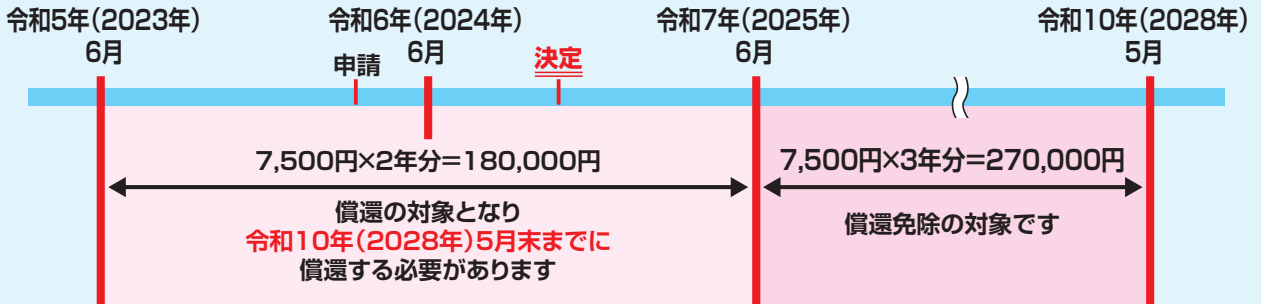 令和5年(2023年)
6月
申請
令和6年(2024年)
6月
決定
令和7年(2025年)
6月
令和10年(2028年)
5月
7,500円×2年分=180,000円
償還の対象となり
令和10年(2028年)5月末までに
償還する必要があります
7,500円×3年分=270,000円
償還免除の対象です